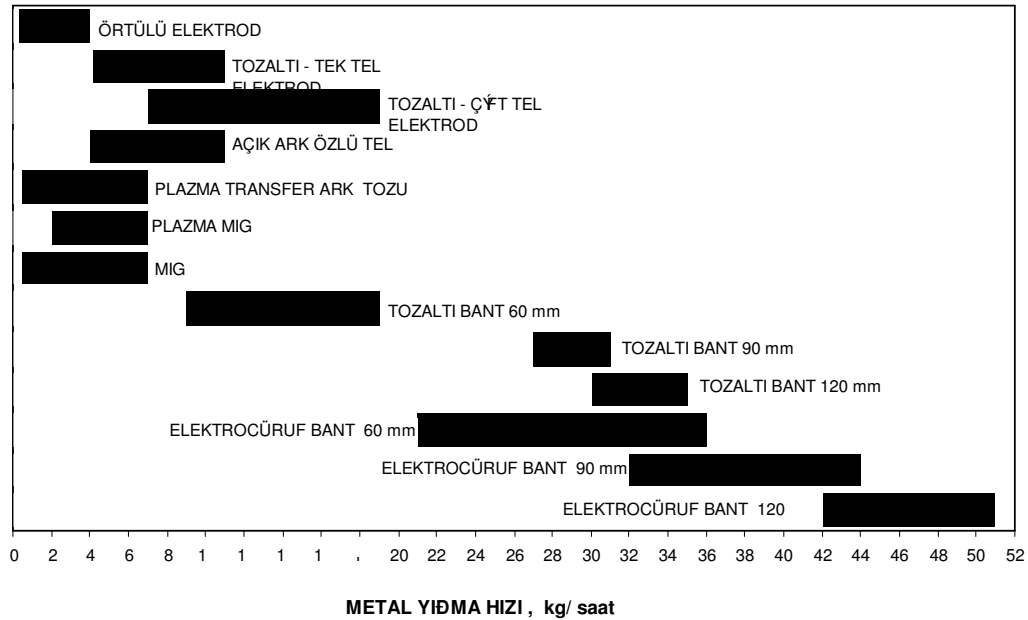 ÖRTÜLÜ ELEKTROD
TOZALTI - TEK TEL
ELEKTROD
TOZALTI - ÇÝFT TEL
ELEKTROD
AÇIK ARK ÖZLÜ TEL
PLAZMA TRANSFER ARK TOZU
PLAZMA MIG
MIG
TOZALTI BANT 60 mm
TOZALTI BANT 90 mm
TOZALTI BANT 120 mm
ELEKTROCÜRUF BANT 60 mm
ELEKTROCÜRUF BANT 90 mm
ELEKTROCÜRUF BANT 120
0 2 4 6 8 1 1 1 1 20 22 24 26 28 30 32 34 36 38 40 42 44 46 48 50 52
METAL YIÐMA HIZI , kg/ saat